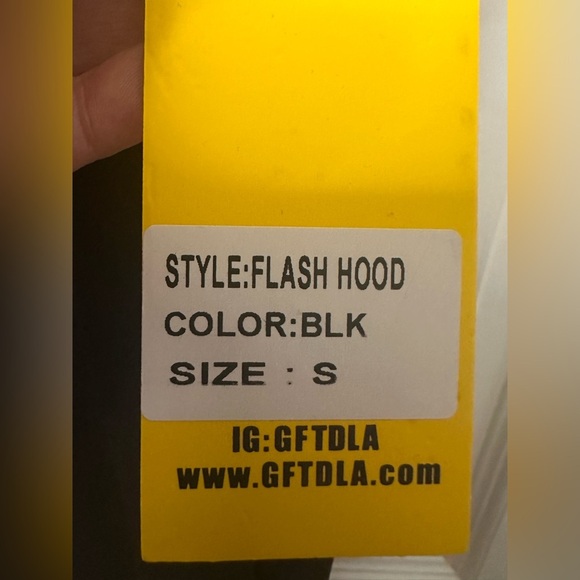 STYLE:FLASH HOOD
COLOR:BLK
SIZE : S
IG:GFTDLA
www.GFTDLA.com